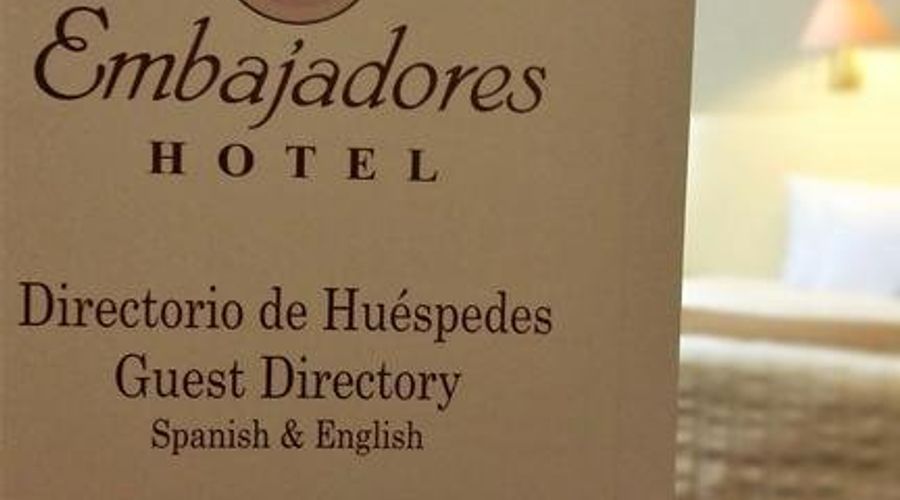 Embajadores
HOTEL
Directorio de Huéspedes
Guest Directory
Spanish & English